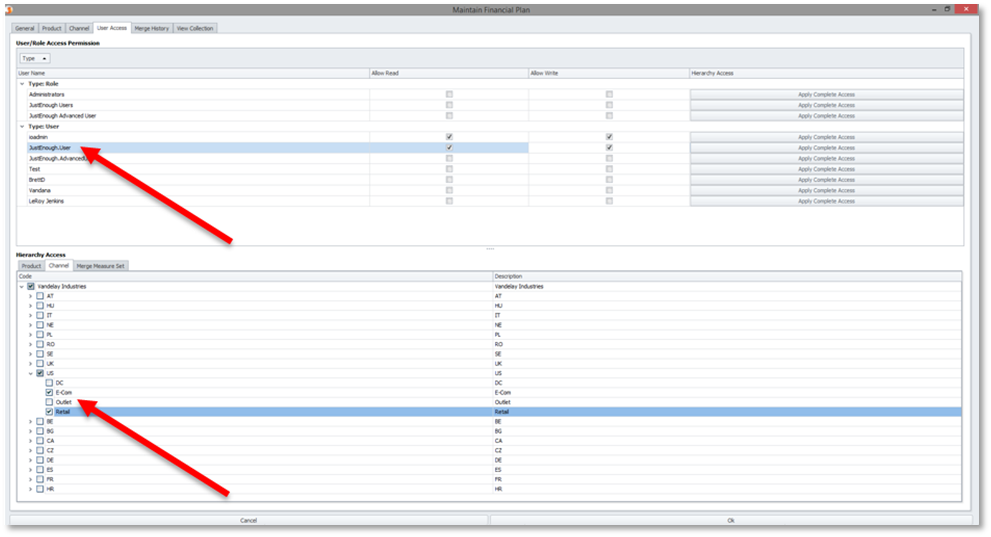 Maintain Financial Plan
General Product Channel User Access Merge History View Collection
User/Role Access Permission
Type
User Name Allow Read Allow Write Hierarchy Access
Type: Role
Administrators Apply Complete Access
JustEnough Users Apply Complete Access
JustEnough Advanced User Apply Complete Access
Type: User
ioadmin Apply Complete Access
JustEnough.User Apply Complete Access
Apply Complete Access
Test Apply Complete Access
BrettD Apply Complete Access
Vandana Apply Complete Access
LeRoy Jenkins Apply Complete Access
Hierarchy Access
Product Channel Merge Measure Set
Code Description
Vandelay Industries Vandelay Industries
AT AT
HU HU
IT IT
NE NE
PL PL
RO RO
SE SE
UK UK
US US
DC DC
E-Com E-Com
Outlet Outlet
Retail Retail
BE BE
BG BG
CA CA
CZ CZ
DE DE
ES ES
FR FR
HR HR
Cancel Ok